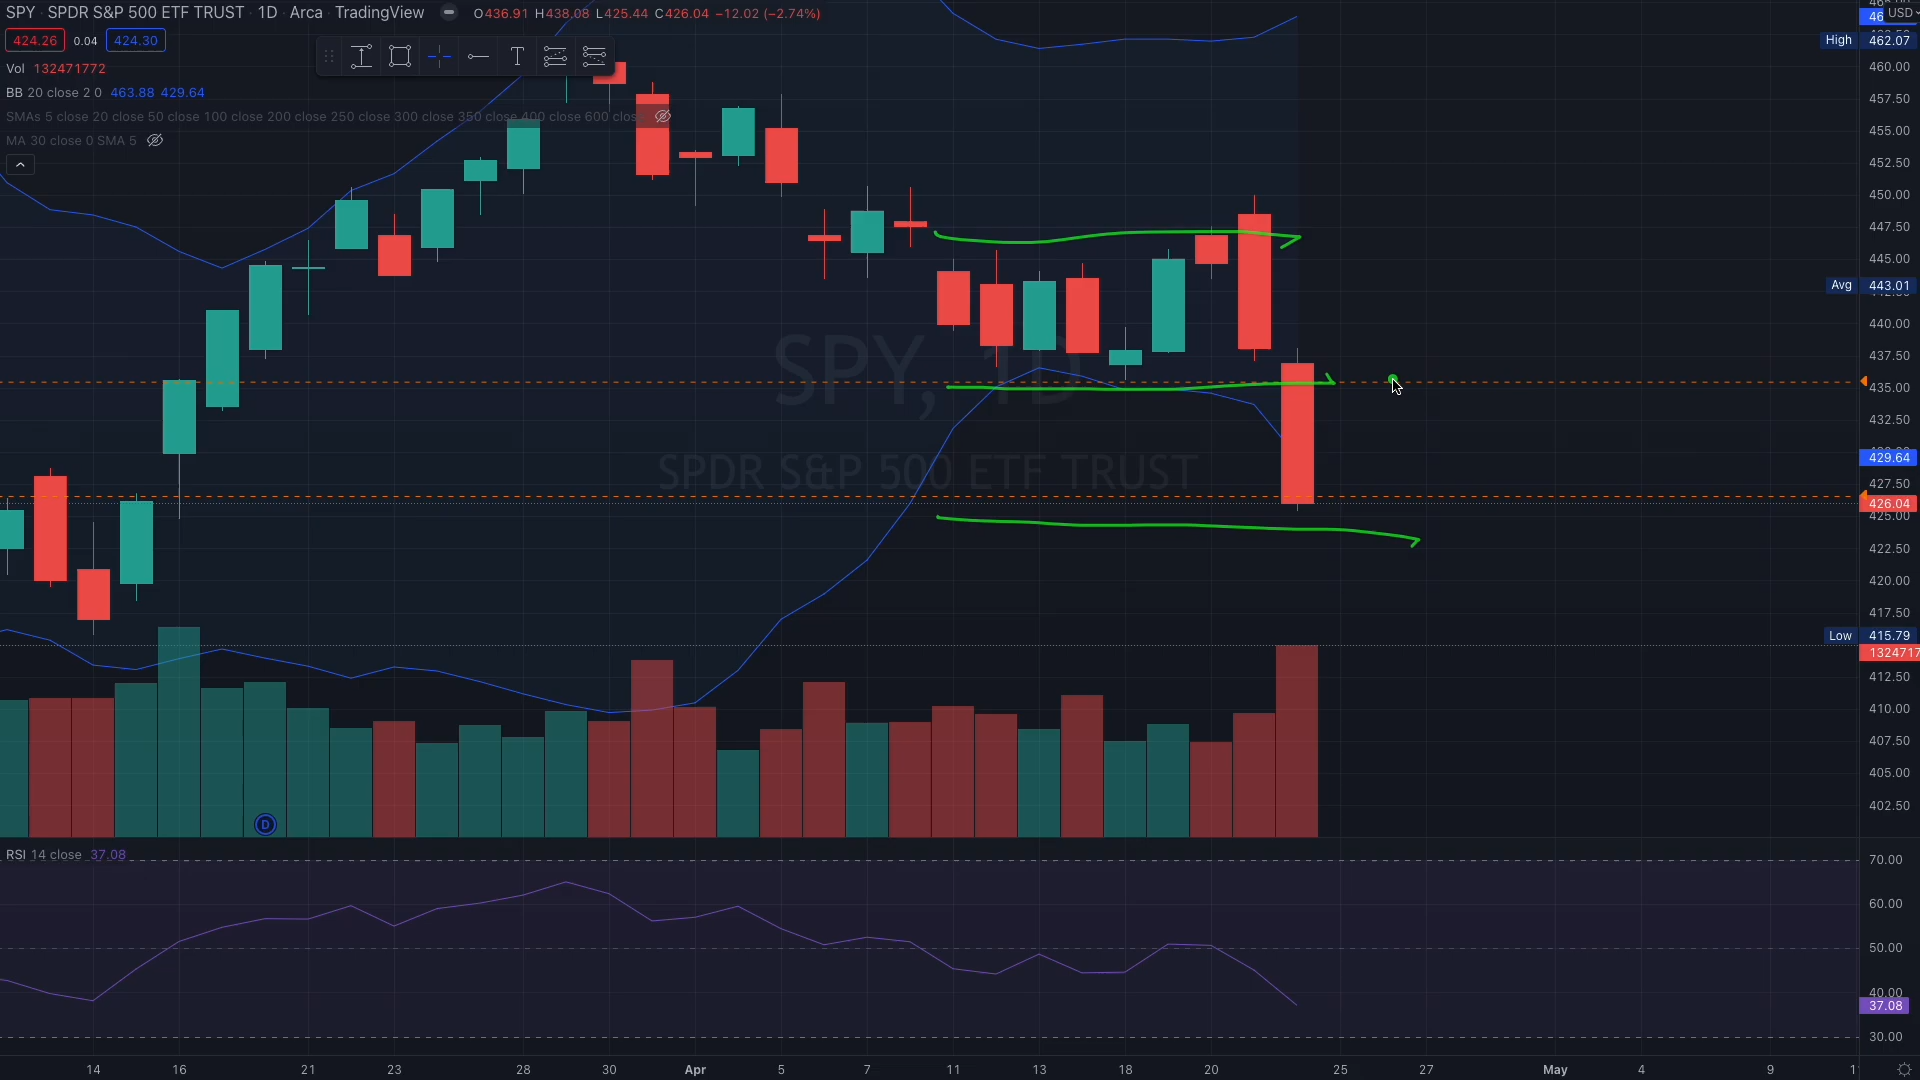 SPY · SPDR S&P 500 ETF TRUST · 1D · Arca · TradingView O436.91 H438.08 L425.44 C426.04 −12.02 (−2.74%)
USD
424.26 0.04 424.30
High 462.07
Vol 132471772
460.00
BB 20 close 2 0 463.88 429.64
457.50
SMAs 5 close 20 close 50 close 100 close 200 close 250 close 300 close 350 close 400 close 600 clos
455.00
MA 30 close 0 SMA 5
452.50
450.00
447.50
445.00
Avg 443.01
440.00
437.50
SPY, 1D
435.00
432.50
429.64
SPDR S&P 500 ETF TRUST
427.50
426.04
425.00
422.50
420.00
417.50
Low 415.79
1324717
412.50
410.00
407.50
405.00
402.50
D
RSI 14 close 37.08
70.00
60.00
50.00
40.00
37.08
30.00
14 16 21 23 28 30 Apr 5 7 11 13 18 20 25 27 May 4 9